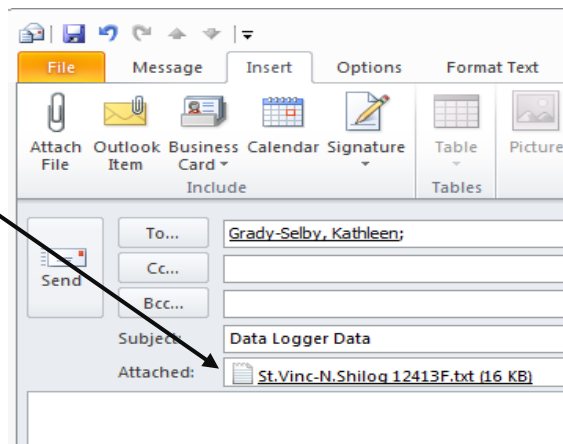 File Message Insert Options Format Text
Attach File Outlook Item Business Card Calendar Signature Table Picture
Include Tables
To... Grady-Selby, Kathleen;
Send
Cc...
Bcc...
Subject: Data Logger Data
Attached: St.Vinc-N.Shilog 12413F.txt (16 KB)